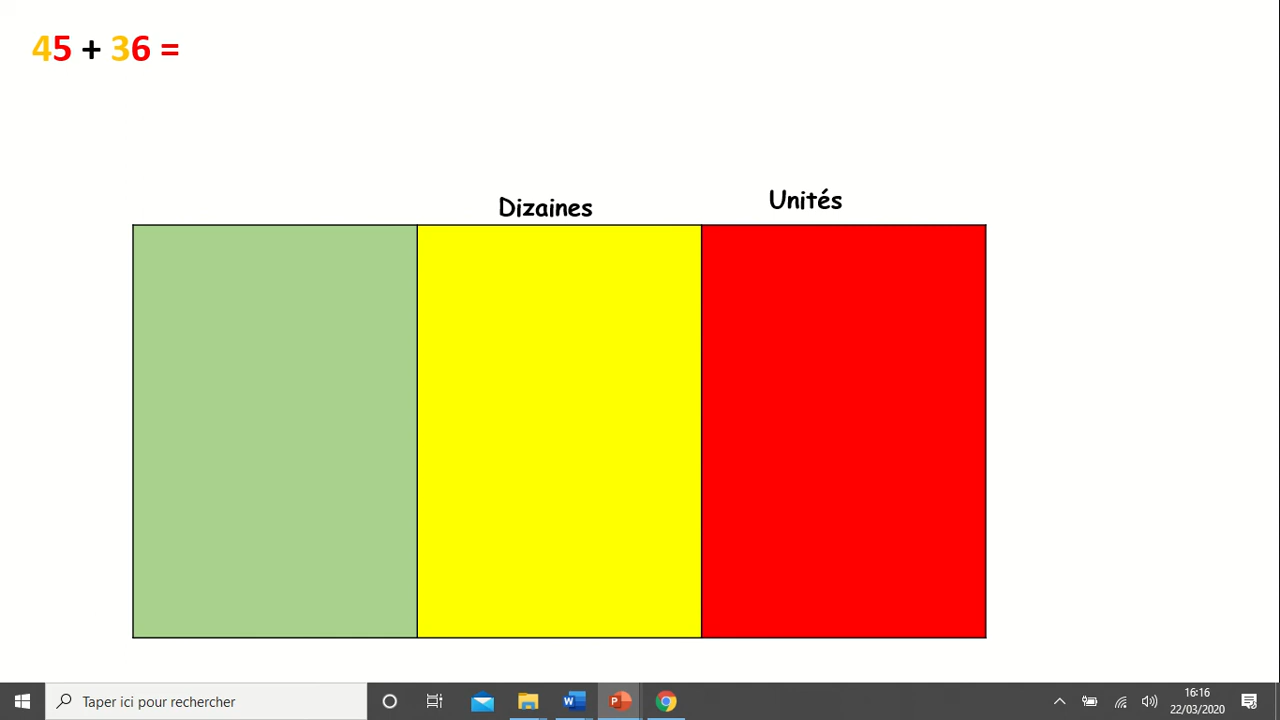 45 + 36 =
Dizaines
Unités
Taper ici pour rechercher
16:16
22/03/2020